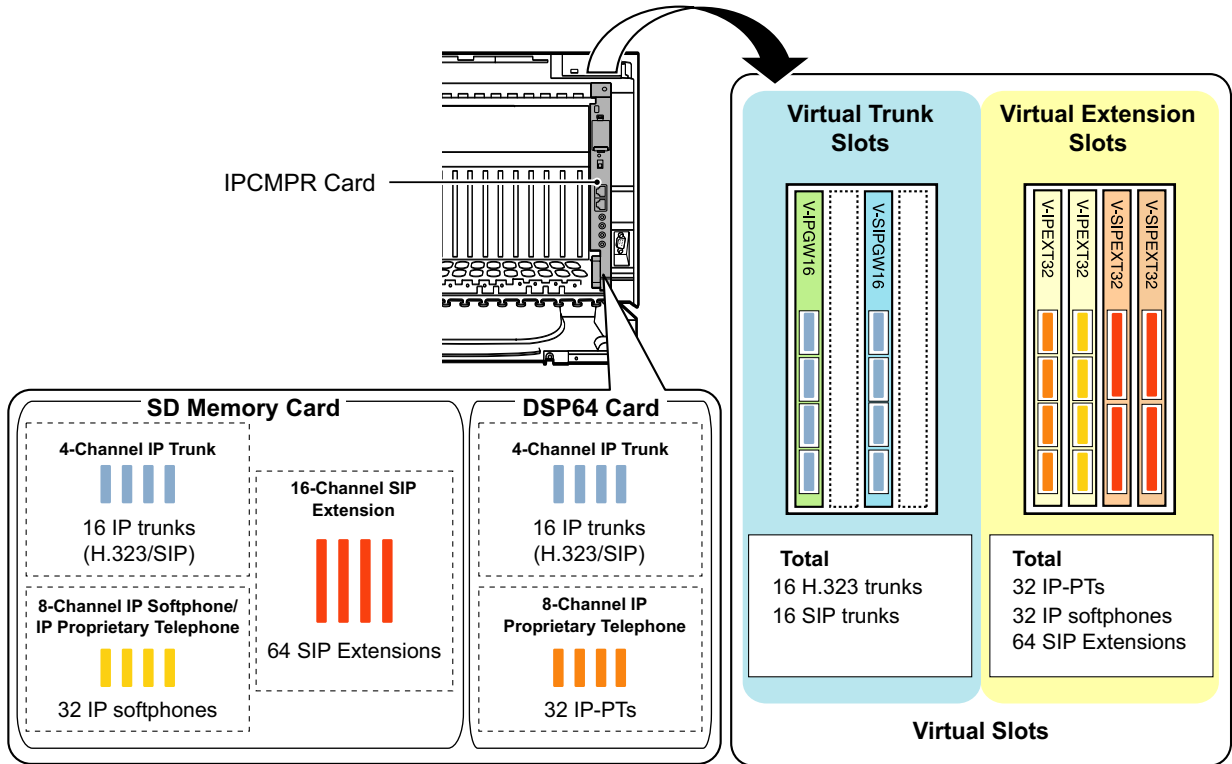 IPCMPR Card
SD Memory Card
4-Channel IP Trunk
16 IP trunks
(H.323/SIP)
8-Channel IP Softphone/
IP Proprietary Telephone
32 IP softphones
16-Channel SIP
Extension
64 SIP Extensions
DSP64 Card
4-Channel IP Trunk
16 IP trunks
(H.323/SIP)
8-Channel IP
Proprietary Telephone
32 IP-PTs
Virtual Trunk
Slots
V-IPGW16
V-SIPGW16
Total
16 H.323 trunks
16 SIP trunks
Virtual Extension
Slots
V-IPEXT32
V-IPEXT32
V-SIPEXT32
V-SIPEXT32
Total
32 IP-PTs
32 IP softphones
64 SIP Extensions
Virtual Slots